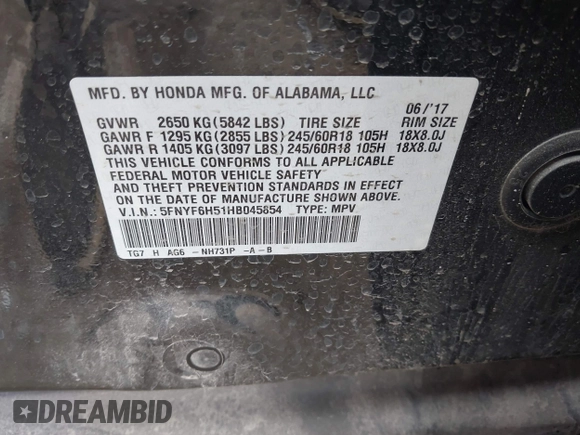 MFD. BY HONDA MFG. OF ALABAMA, LLC
06/'17
GVWR 2650 KG (5842 LBS) TIRE SIZE RIM SIZE
GAWR F 1295 KG (2855 LBS) 245/60R18 105H 18X8.0J
GAWR R 1405 KG (3097 LBS) 245/60R18 105H 18X8.0J
THIS VEHICLE CONFORMS TO ALL APPLICABLE
FEDERAL MOTOR VEHICLE SAFETY
AND THEFT PREVENTION STANDARDS IN EFFECT
ON THE DATE OF MANUFACTURE SHOWN ABOVE.
V.I.N.: 5FNYF6H51HB045854 TYPE: MPV
TG7 H AG6 -NH731P -A-B
DREAMBID